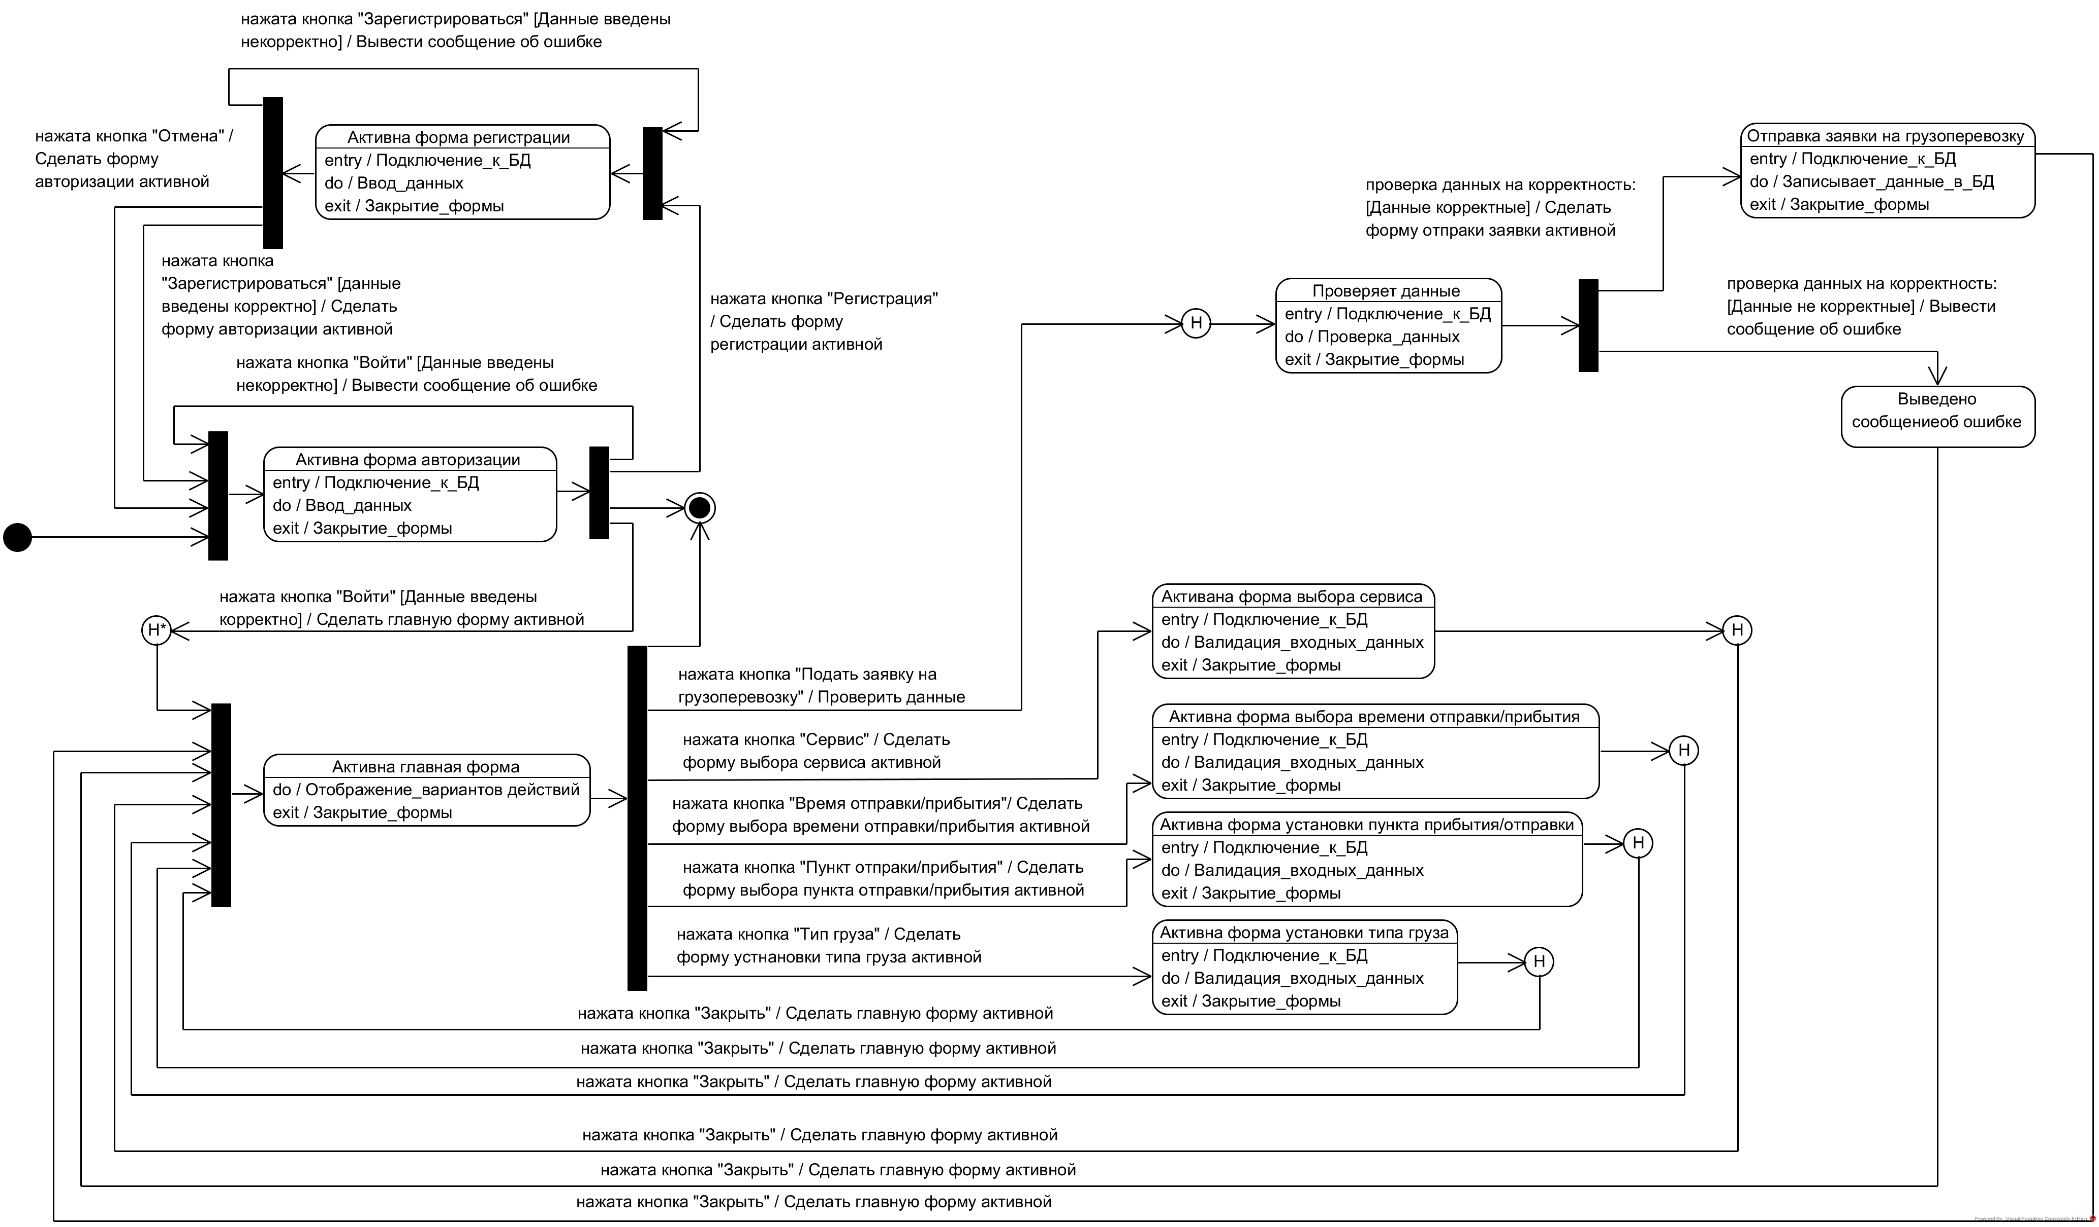 нажата кнопка "Зарегистрироваться" [Данные введены
некорректно] / Вывести сообщение об ошибке
нажата кнопка "Отмена" /
Сделать форму
авторизации активной
Активна форма регистрации
entry / Подключение_к_БД
do / Ввод_данных
exit / Закрытие_формы
нажата кнопка
"Зарегистрироваться" [данные
введены корректно] / Сделать
форму авторизации активной
нажата кнопка "Регистрация"
/ Сделать форму
регистрации активной
нажата кнопка "Войти" [Данные введены
некорректно] / Вывести сообщение об ошибке
Активна форма авторизации
entry / Подключение_к_БД
do / Ввод_данных
exit / Закрытие_формы
нажата кнопка "Войти" [Данные введены
корректно] / Сделать главную форму активной
H*
H
Проверяет данные
entry / Подключение_к_БД
do / Проверка_данных
exit / Закрытие_формы
проверка данных на корректность:
[Данные корректные] / Сделать
форму отпраки заявки активной
Отправка заявки на грузоперевозку
entry / Подключение_к_БД
do / Записывает_данные_в_БД
exit / Закрытие_формы
проверка данных на корректность:
[Данные не корректные] / Вывести
сообщение об ошибке
Выведено
сообщениеоб ошибке
Активна главная форма
do / Отображение_вариантов действий
exit / Закрытие_формы
нажата кнопка "Подать заявку на
грузоперевозку" / Проверить данные
нажата кнопка "Сервис" / Сделать
форму выбора сервиса активной
нажата кнопка "Время отправки/прибытия"/ Сделать
форму выбора времени отправки/прибытия активной
нажата кнопка "Пункт отпраки/прибытия" / Сделать
форму выбора пункта отправки/прибытия активной
нажата кнопка "Тип груза" / Сделать
форму устнановки типа груза активной
Активана форма выбора сервиса
entry / Подключение_к_БД
do / Валидация_входных_данных
exit / Закрытие_формы
H
Активна форма выбора времени отправки/прибытия
entry / Подключение_к_БД
do / Валидация_входных_данных
exit / Закрытие_формы
H
Активна форма установки пункта прибытия/отправки
entry / Подключение_к_БД
do / Валидация_входных_данных
exit / Закрытие_формы
H
Активна форма установки типа груза
entry / Подключение_к_БД
do / Валидация_входных_данных
exit / Закрытие_формы
H
нажата кнопка "Закрыть" / Сделать главную форму активной
нажата кнопка "Закрыть" / Сделать главную форму активной
нажата кнопка "Закрыть" / Сделать главную форму активной
нажата кнопка "Закрыть" / Сделать главную форму активной
нажата кнопка "Закрыть" / Сделать главную форму активной
нажата кнопка "Закрыть" / Сделать главную форму активной